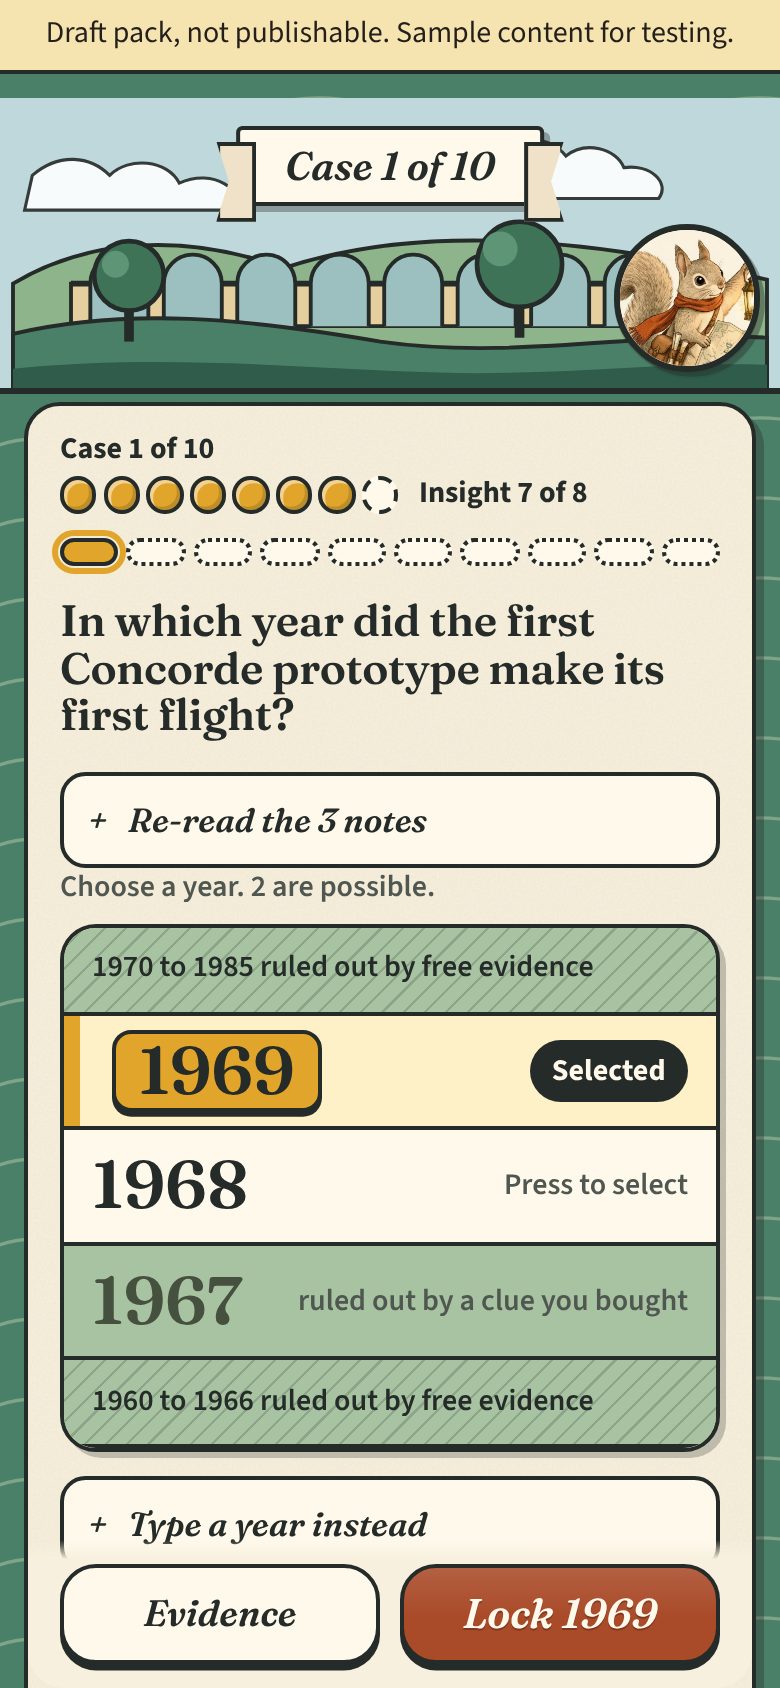 Draft pack, not publishable. Sample content for testing.
Case 1 of 10
Case 1 of 10
Insight 7 of 8
In which year did the first
Concorde prototype make its
first flight?
+ Re-read the 3 notes
Choose a year. 2 are possible.
1970 to 1985 ruled out by free evidence
1969 Selected
1968 Press to select
1967 ruled out by a clue you bought
1960 to 1966 ruled out by free evidence
+ Type a year instead
Evidence Lock 1969